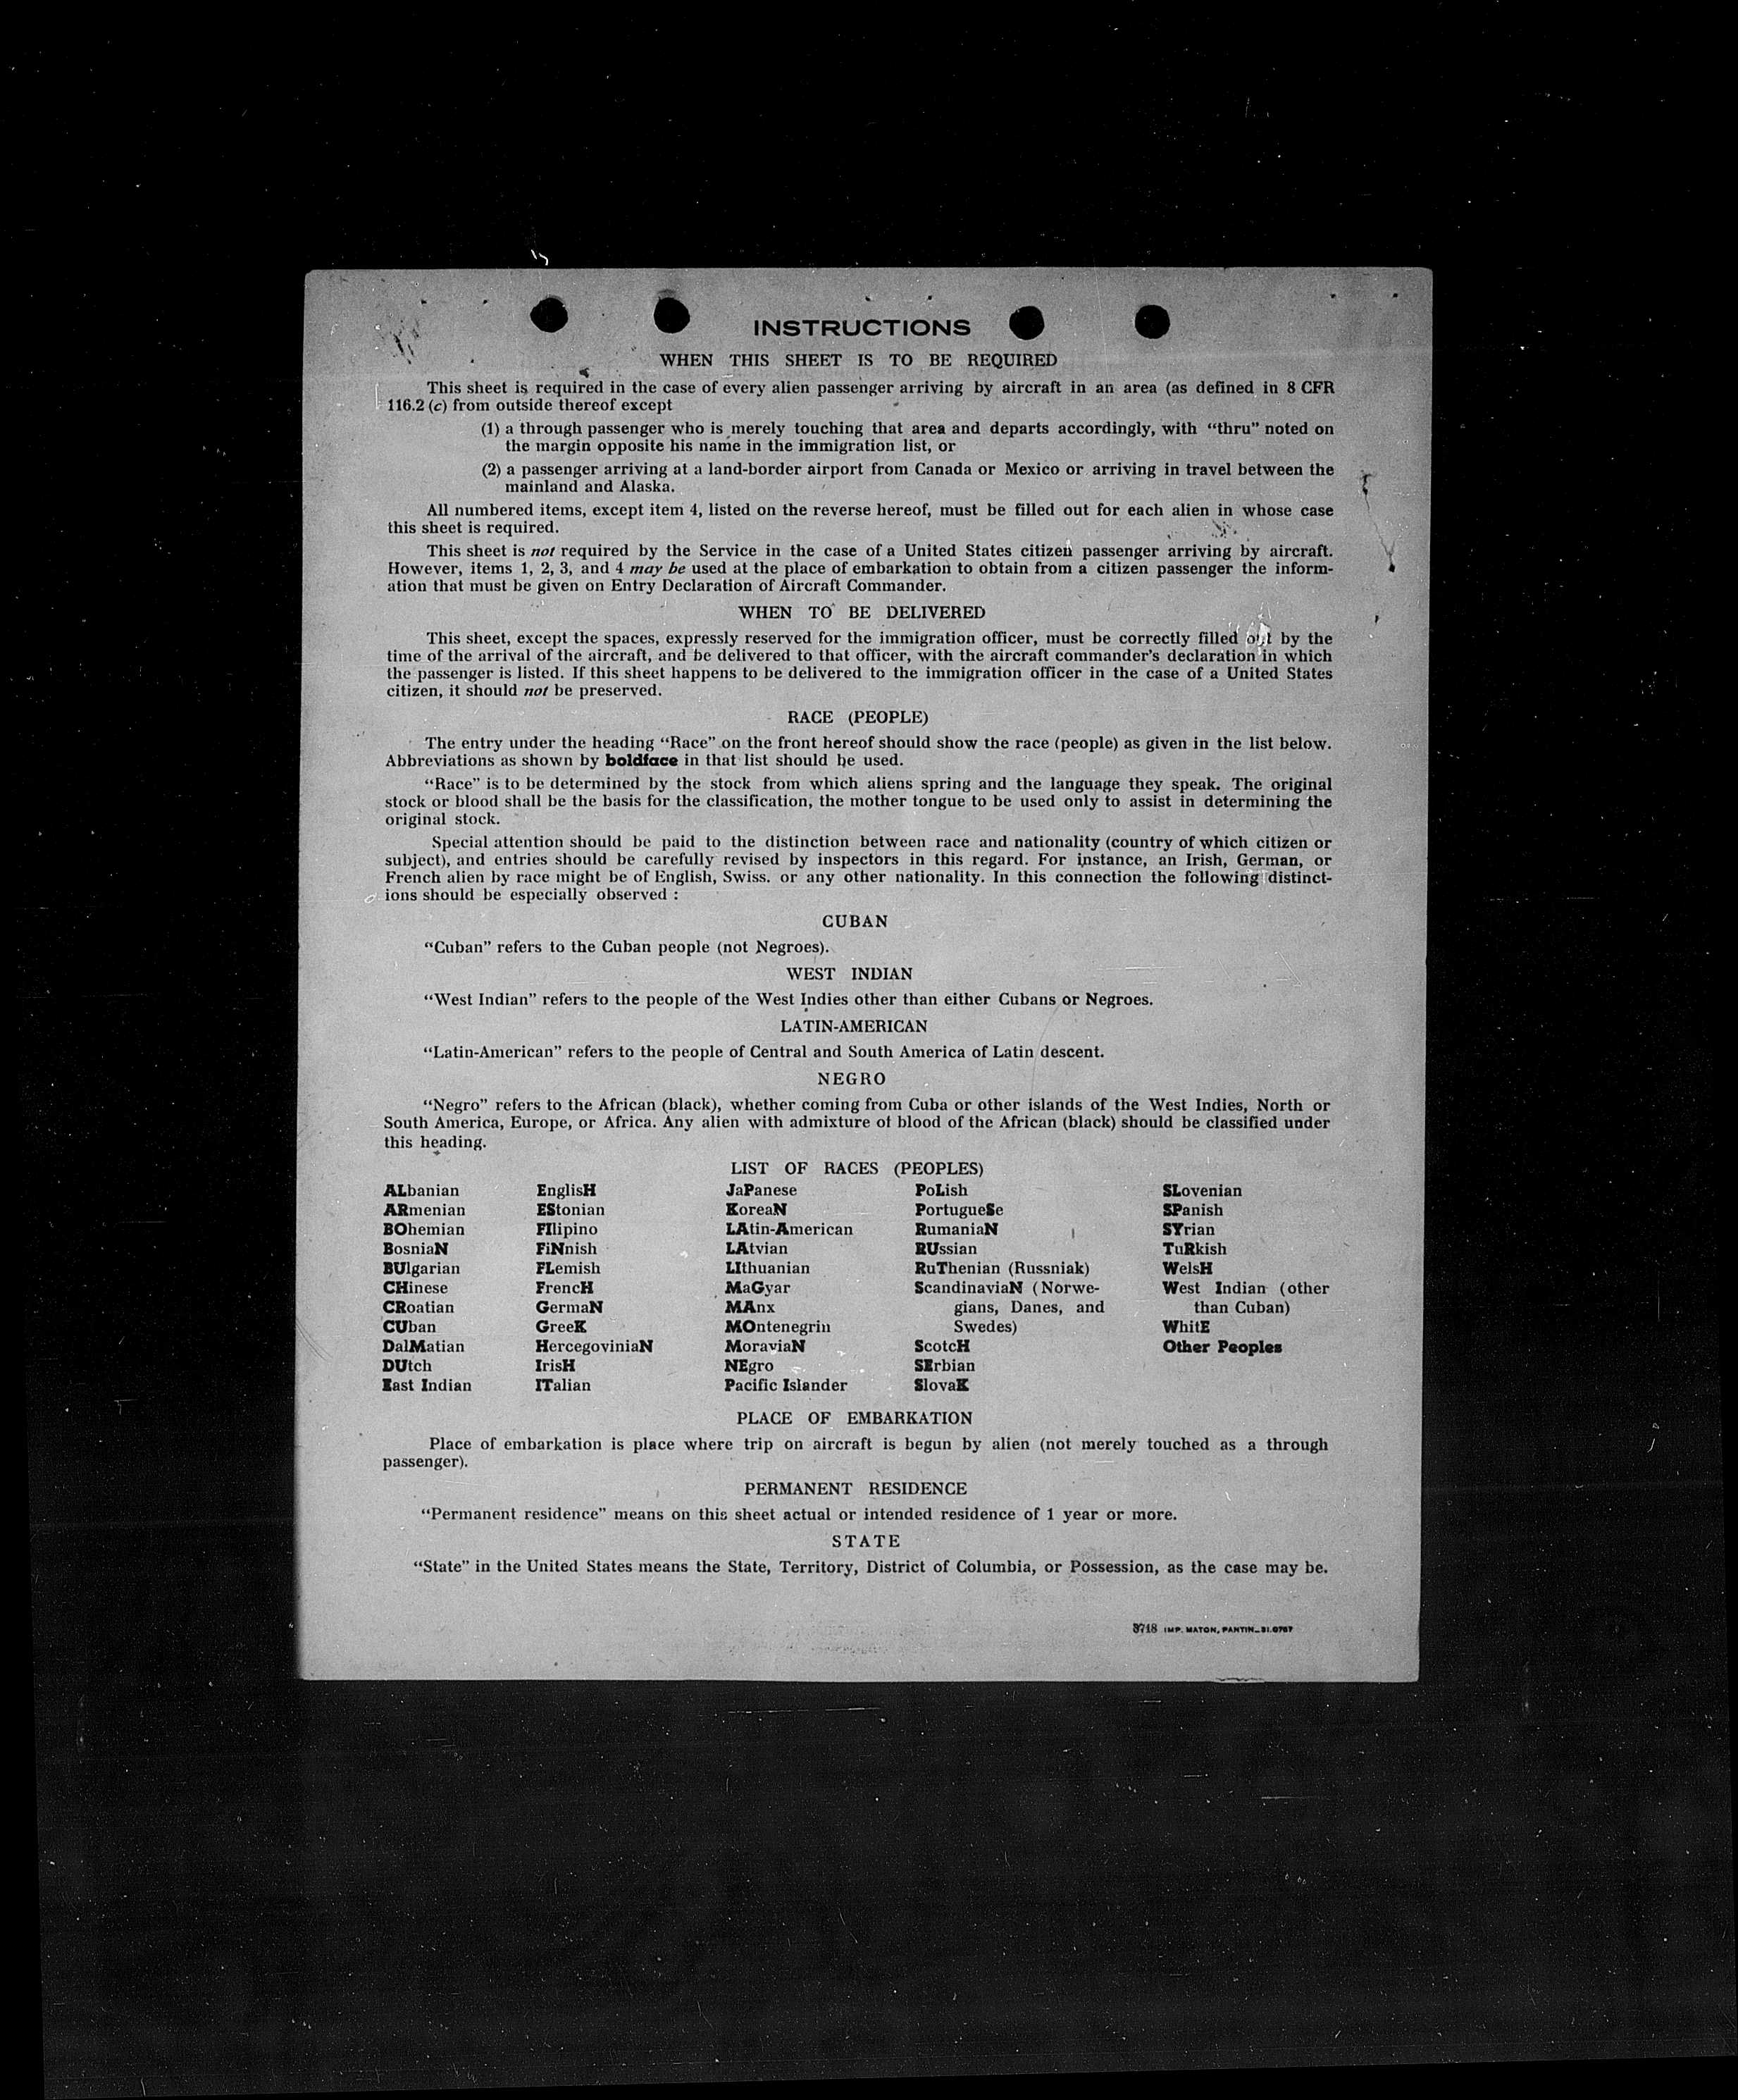 INSTRUCTIONS
WHEN THIS SHEET IS TO BE REQUIRED
This sheet is required in the case of every alien passenger arriving by aircraft in an area (as defined in 8 CFR
116.2 (c) from outside thereof except
(1) a through passenger who is merely touching that area and departs accordingly, with “thru” noted on
the margin opposite his name in the immigration list, or
(2) a passenger arriving at a land-border airport from Canada or Mexico or arriving in travel between the
mainland and Alaska.
All numbered items, except item 4, listed on the reverse hereof, must be filled out for each alien in whose case
this sheet is required.
This sheet is not required by the Service in the case of a United States citizen passenger arriving by aircraft.
However, items 1, 2, 3, and 4 may be used at the place of embarkation to obtain from a citizen passenger the inform-
ation that must be given on Entry Declaration of Aircraft Commander.
WHEN TO BE DELIVERED
This sheet, except the spaces, expressly reserved for the immigration officer, must be correctly filled out by the
time of the arrival of the aircraft, and be delivered to that officer, with the aircraft commander’s declaration in which
the passenger is listed. If this sheet happens to be delivered to the immigration officer in the case of a United States
citizen, it should not be preserved.
RACE (PEOPLE)
The entry under the heading “Race” on the front hereof should show the race (people) as given in the list below.
Abbreviations as shown by boldface in that list should be used.
“Race” is to be determined by the stock from which aliens spring and the language they speak. The original
stock or blood shall be the basis for the classification, the mother tongue to be used only to assist in determining the
original stock.
Special attention should be paid to the distinction between race and nationality (country of which citizen or
subject), and entries should be carefully revised by inspectors in this regard. For instance, an Irish, German, or
French alien by race might be of English, Swiss. or any other nationality. In this connection the following distinct-
ions should be especially observed :
CUBAN
“Cuban” refers to the Cuban people (not Negroes).
WEST INDIAN
“West Indian” refers to the people of the West Indies other than either Cubans or Negroes.
LATIN-AMERICAN
“Latin-American” refers to the people of Central and South America of Latin descent.
NEGRO
“Negro” refers to the African (black), whether coming from Cuba or other islands of the West Indies, North or
South America, Europe, or Africa. Any alien with admixture of blood of the African (black) should be classified under
this heading.
LIST OF RACES (PEOPLES)
ALbanian
ARmenian
BOhemian
BosniaN
BUlgarian
CHinese
CRoatian
CUban
DalMatian
DUtch
East Indian
EnglisH
EStonian
FIlipino
FiNnish
FLemish
FrencH
GermaN
GreeK
HercegoviniaN
IrisH
ITalian
JaPanese
KoreaN
LAtin-American
LAtvian
LIthuanian
MaGyar
MAnx
MOntenegrin
MoraviaN
NEgro
Pacific Islander
PoLish
PortugueSe
RumaniaN
RUssian
RuThenian (Russniak)
ScandinaviaN (Norwe-
gians, Danes, and
Swedes)
ScotcH
SErbian
SlovaK
SLovenian
SPanish
SYrian
TuRkish
WelsH
West Indian (other
than Cuban)
WhitE
Other Peoples
PLACE OF EMBARKATION
Place of embarkation is place where trip on aircraft is begun by alien (not merely touched as a through
passenger).
PERMANENT RESIDENCE
“Permanent residence” means on this sheet actual or intended residence of 1 year or more.
STATE
“State” in the United States means the State, Territory, District of Columbia, or Possession, as the case may be.
3718 IMP. MATON, PANTIN_31.0757